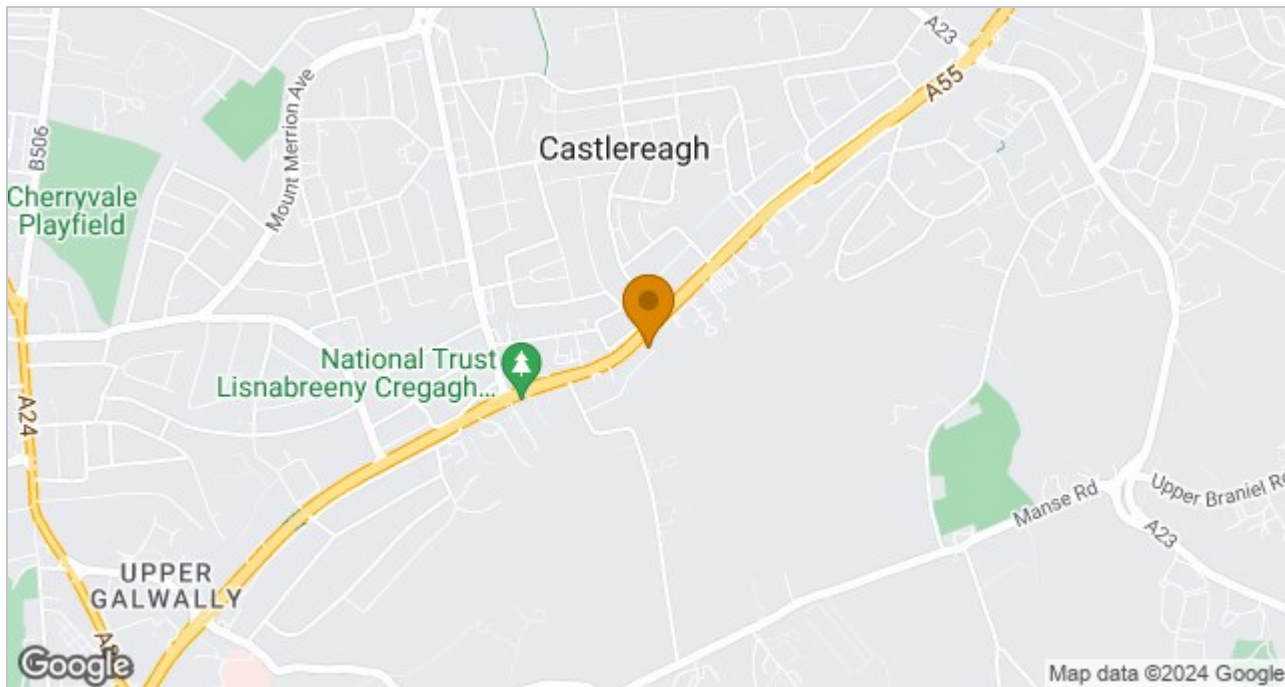 A23
A55
B506
Mount Merrion Ave
Castlereagh
Cherryvale
Playfield
National Trust
Lisnabreeny Cregagh...
A24
Manse Rd
Upper Braniel Rd
A23
UPPER
GALWALLY
Google
Map data ©2024 Google